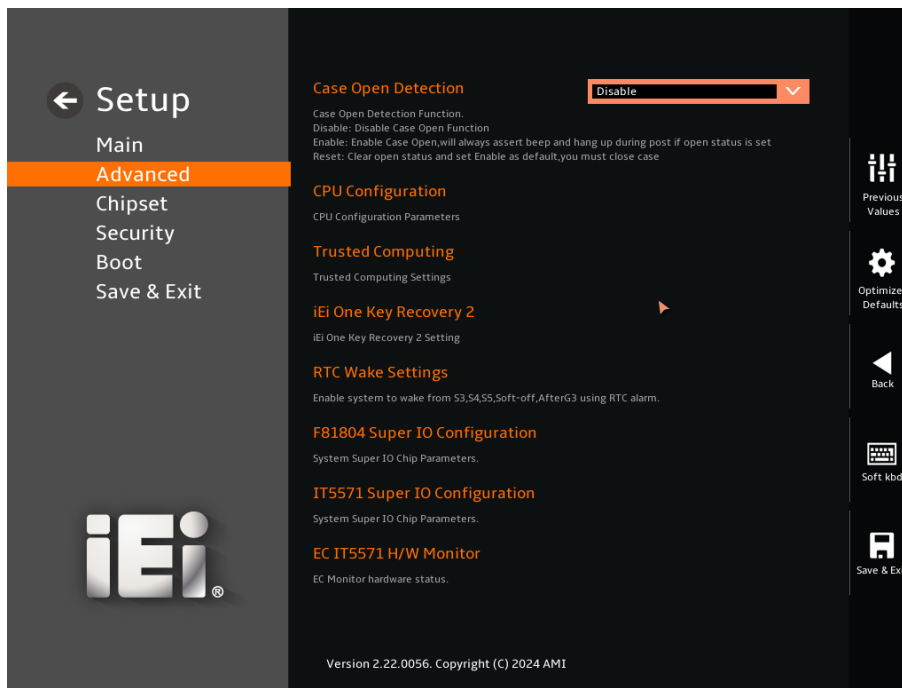 Setup
Main
Advanced
Chipset
Security
Boot
Save & Exit
iEi®
Case Open Detection
Disable
Case Open Detection Function.
Disable: Disable Case Open Function
Enable: Enable Case Open,will always assert beep and hang up during post if open status is set
Reset: Clear open status and set Enable as default,you must close case
CPU Configuration
CPU Configuration Parameters
Trusted Computing
Trusted Computing Settings
iEi One Key Recovery 2
iEi One Key Recovery 2 Setting
RTC Wake Settings
Enable system to wake from S3,S4,S5,Soft-off,AfterG3 using RTC alarm.
F81804 Super IO Configuration
System Super IO Chip Parameters.
IT5571 Super IO Configuration
System Super IO Chip Parameters.
EC IT5571 H/W Monitor
EC Monitor hardware status.
Version 2.22.0056. Copyright (C) 2024 AMI
Previous
Values
Optimize
Defaults
Back
Soft kbd
Save & Exi